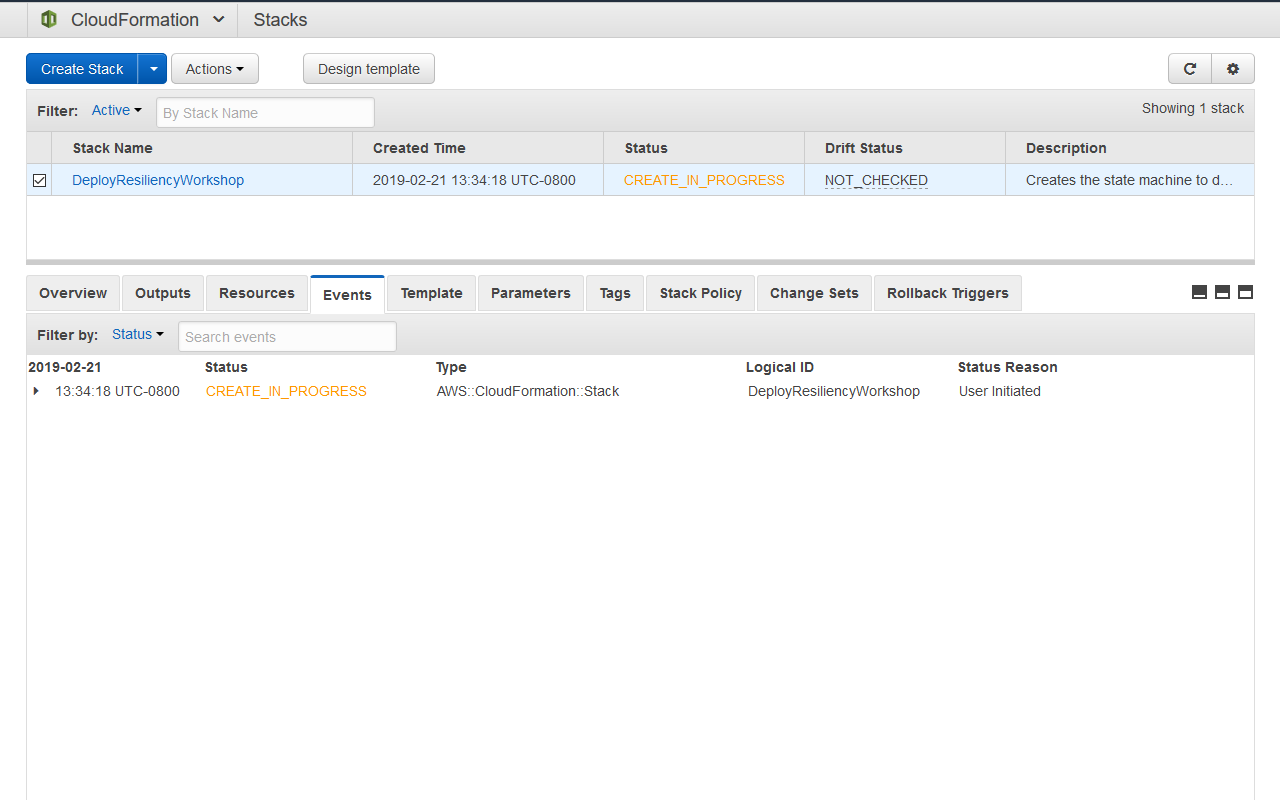 CloudFormation Stacks
Create Stack Actions Design template
Filter: Active By Stack Name Showing 1 stack
Stack Name Created Time Status Drift Status Description
DeployResiliencyWorkshop 2019-02-21 13:34:18 UTC-0800 CREATE_IN_PROGRESS NOT_CHECKED Creates the state machine to d…
Overview Outputs Resources Events Template Parameters Tags Stack Policy Change Sets Rollback Triggers
Filter by: Status Search events
2019-02-21 Status Type Logical ID Status Reason
13:34:18 UTC-0800 CREATE_IN_PROGRESS AWS::CloudFormation::Stack DeployResiliencyWorkshop User Initiated